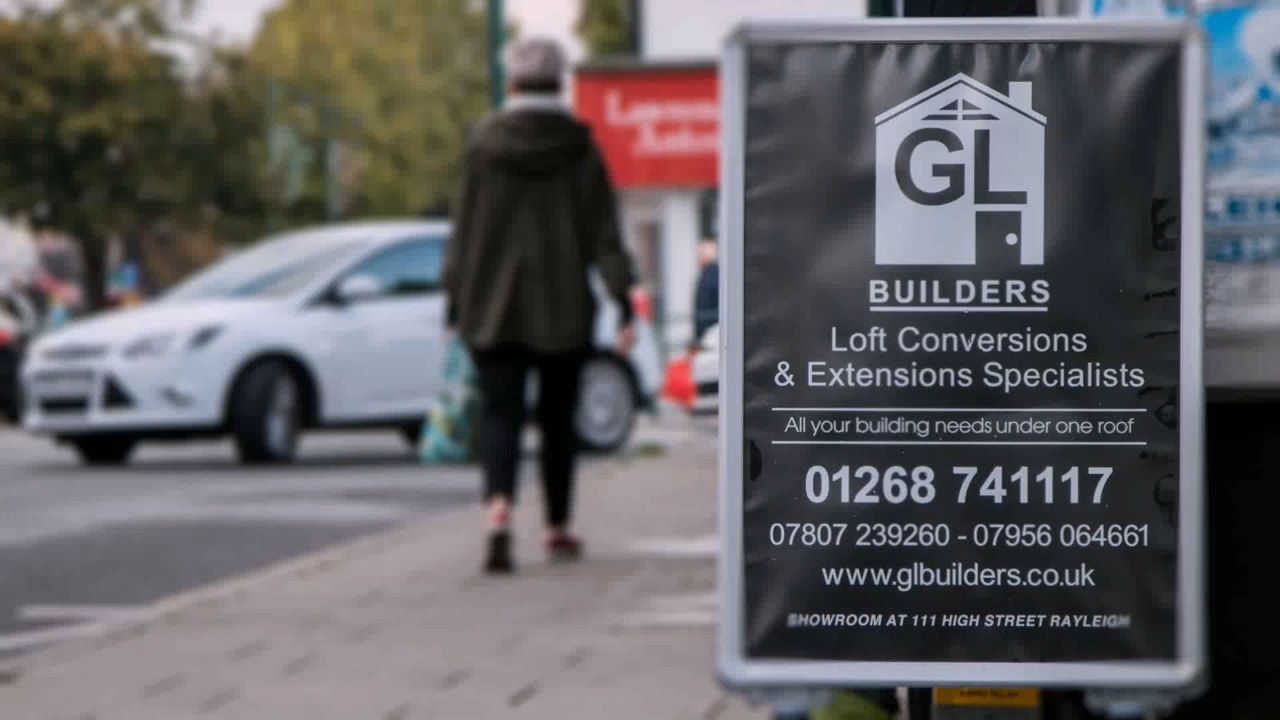 GL
BUILDERS
Loft Conversions
& Extensions Specialists
All your building needs under one roof
01268 741117
07807 239260 - 07956 064661
www.glbuilders.co.uk
SHOWROOM AT 111 HIGH STREET RAYLEIGH